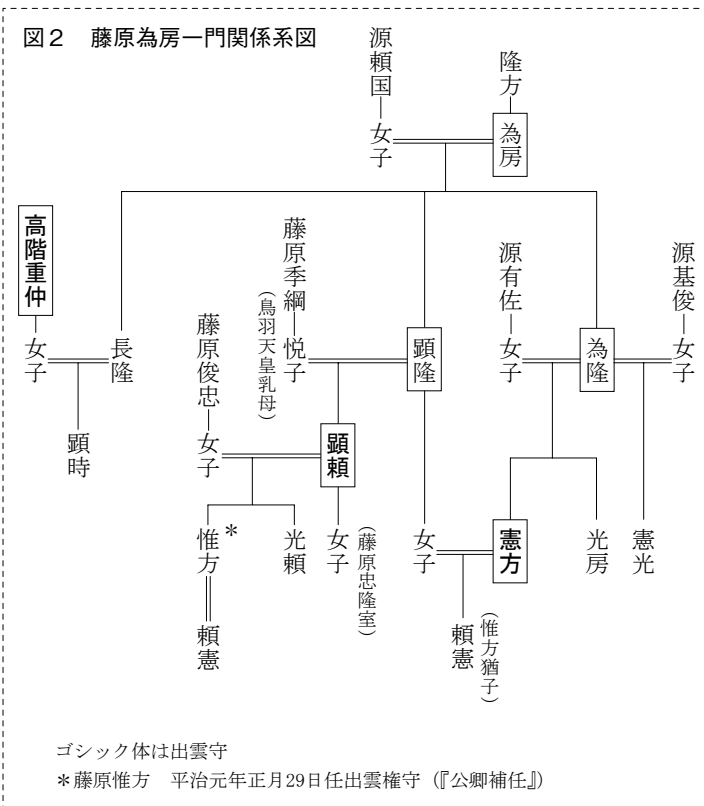 図2 藤原為房一門関係系図
隆方
為房
源頼国
女子
源基俊
女子
為隆
源有佐
女子
顕隆
藤原季綱
悦子
(鳥羽天皇乳母)
長隆
高階重仲
女子
顕時
藤原俊忠
女子
顕頼
憲光
光房
憲方
女子
頼憲
(惟方猶子)
女子
(藤原忠隆室)
光頼
惟方
*
頼憲
ゴシック体は出雲守
*藤原惟方 平治元年正月29日任出雲権守(『公卿補任』)